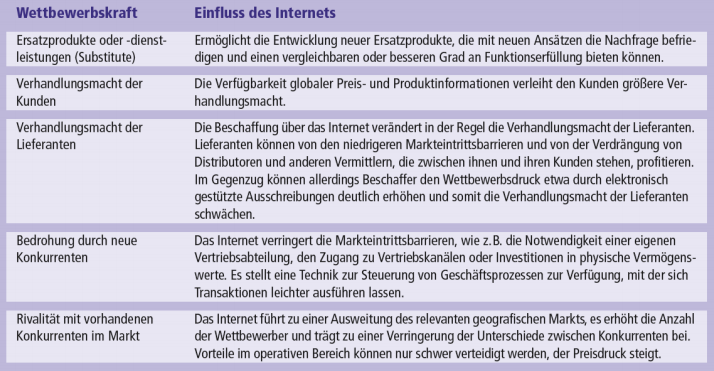 Wettbewerbskraft Einfluss des Internets
Ersatzprodukte oder -dienst-
leistungen (Substitute)
Ermöglicht die Entwicklung neuer Ersatzprodukte, die mit neuen Ansätzen die Nachfrage befrie-
digen und einen vergleichbaren oder besseren Grad an Funktionserfüllung bieten können.
Verhandlungsmacht der
Kunden
Die Verfügbarkeit globaler Preis- und Produktinformationen verleiht den Kunden größere Ver-
handlungsmacht.
Verhandlungsmacht der
Lieferanten
Die Beschaffung über das Internet verändert in der Regel die Verhandlungsmacht der Lieferanten.
Lieferanten können von den niedrigeren Markteintrittsbarrieren und von der Verdrängung von
Distributoren und anderen Vermittlern, die zwischen ihnen und ihren Kunden stehen, profitieren.
Im Gegenzug können allerdings Beschaffer den Wettbewerbsdruck etwa durch elektronisch
gestützte Ausschreibungen deutlich erhöhen und somit die Verhandlungsmacht der Lieferanten
schwächen.
Bedrohung durch neue
Konkurrenten
Das Internet verringert die Markteintrittsbarrieren, wie z.B. die Notwendigkeit einer eigenen
Vertriebsabteilung, den Zugang zu Vertriebskanälen oder Investitionen in physische Vermögens-
werte. Es stellt eine Technik zur Steuerung von Geschäftsprozessen zur Verfügung, mit der sich
Transaktionen leichter ausführen lassen.
Rivalität mit vorhandenen
Konkurrenten im Markt
Das Internet führt zu einer Ausweitung des relevanten geografischen Markts, es erhöht die Anzahl
der Wettbewerber und trägt zu einer Verringerung der Unterschiede zwischen Konkurrenten bei.
Vorteile im operativen Bereich können nur schwer verteidigt werden, der Preisdruck steigt.